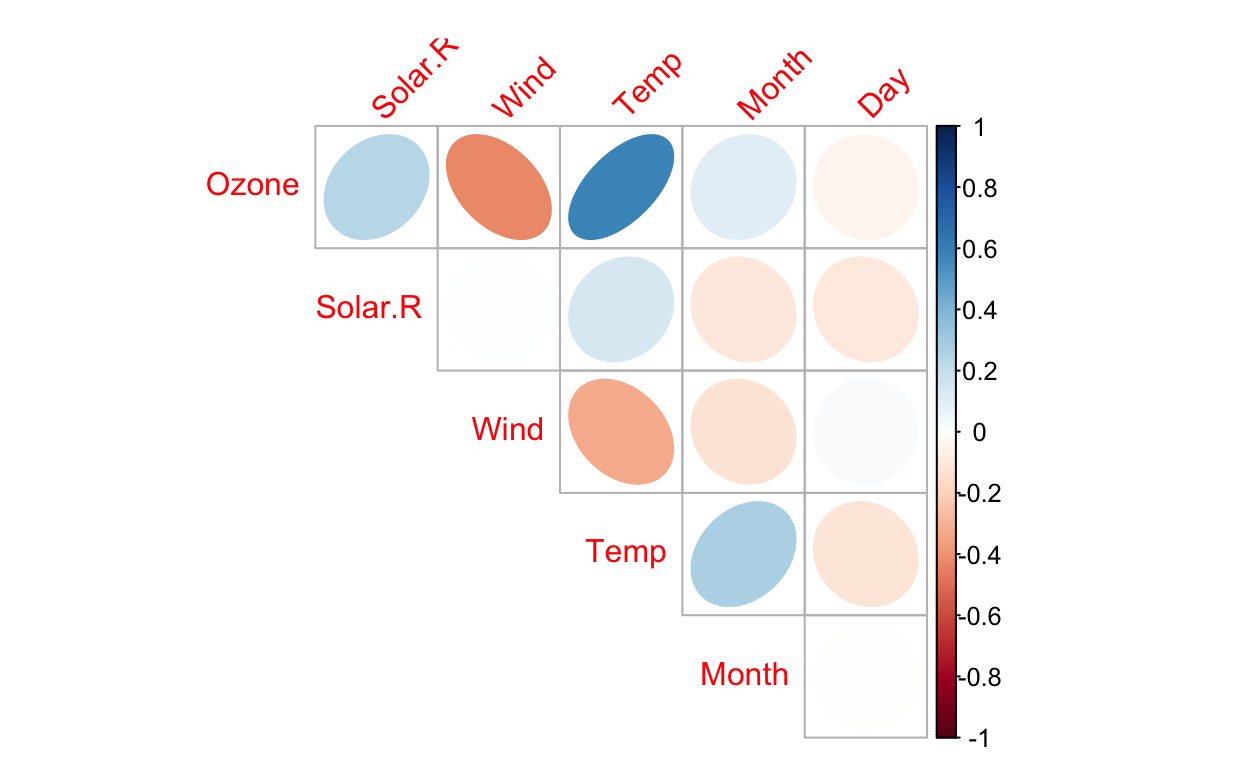 Solar.R
Wind
Temp
Month
Day
Ozone
Solar.R
Wind
Temp
Month
1
0.8
0.6
0.4
0.2
0
-0.2
-0.4
-0.6
-0.8
-1